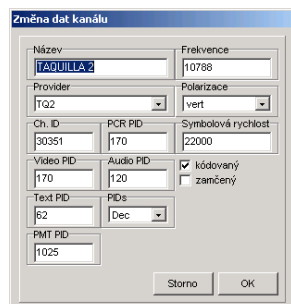 Změna dat kanálu
Název
Frekvence
TAQUILLA 2
10788
Provider
Polarizace
TQ2
vert
Ch. ID
PCR PID
Symbolová rychlost
30351
170
22000
Video PID
Audio PID
kódovaný
170
120
zamčený
Text PID
PIDs
62
Dec
PMT PID
1025
Storno
OK